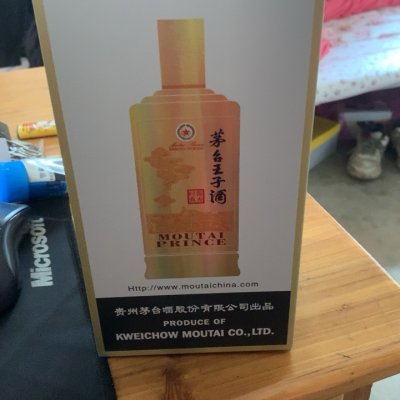 茅台王子酒
MOUTAI
PRINCE
Http://www.moutaichina.com
贵州茅台酒股份有限公司出品
PRODUCE OF
KWEICHOW MOUTAI CO.,LTD.
Microsoft